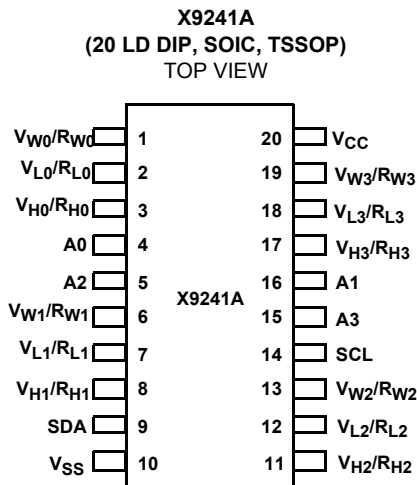 X9241A
(20 LD DIP, SOIC, TSSOP)
TOP VIEW
VW0/RW0 1 20 VCC
VL0/RL0 2 19 VW3/RW3
VH0/RH0 3 18 VL3/RL3
A0 4 17 VH3/RH3
A2 5 16 A1
X9241A
VW1/RW1 6 15 A3
VL1/RL1 7 14 SCL
VH1/RH1 8 13 VW2/RW2
SDA 9 12 VL2/RL2
VSS 10 11 VH2/RH2